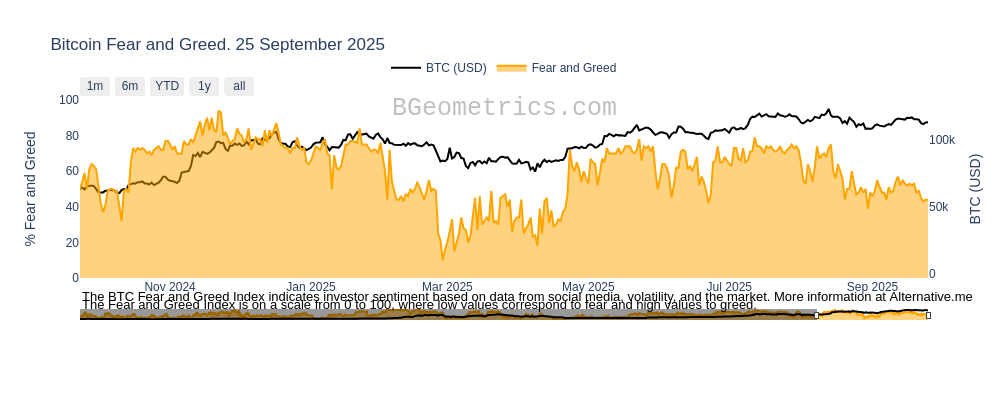 Bitcoin Fear and Greed. 25 September 2025
BTC (USD) Fear and Greed
1m 6m YTD 1y all
BGeometrics.com
100
80
60
40
20
0
% Fear and Greed
100k
50k
0
BTC (USD)
Nov 2024 Jan 2025 Mar 2025 May 2025 Jul 2025 Sep 2025
The BTC Fear and Greed Index indicates investor sentiment based on data from social media, volatility, and the market. More information at Alternative.me
The Fear and Greed Index is on a scale from 0 to 100, where low values correspond to fear and high values to greed.